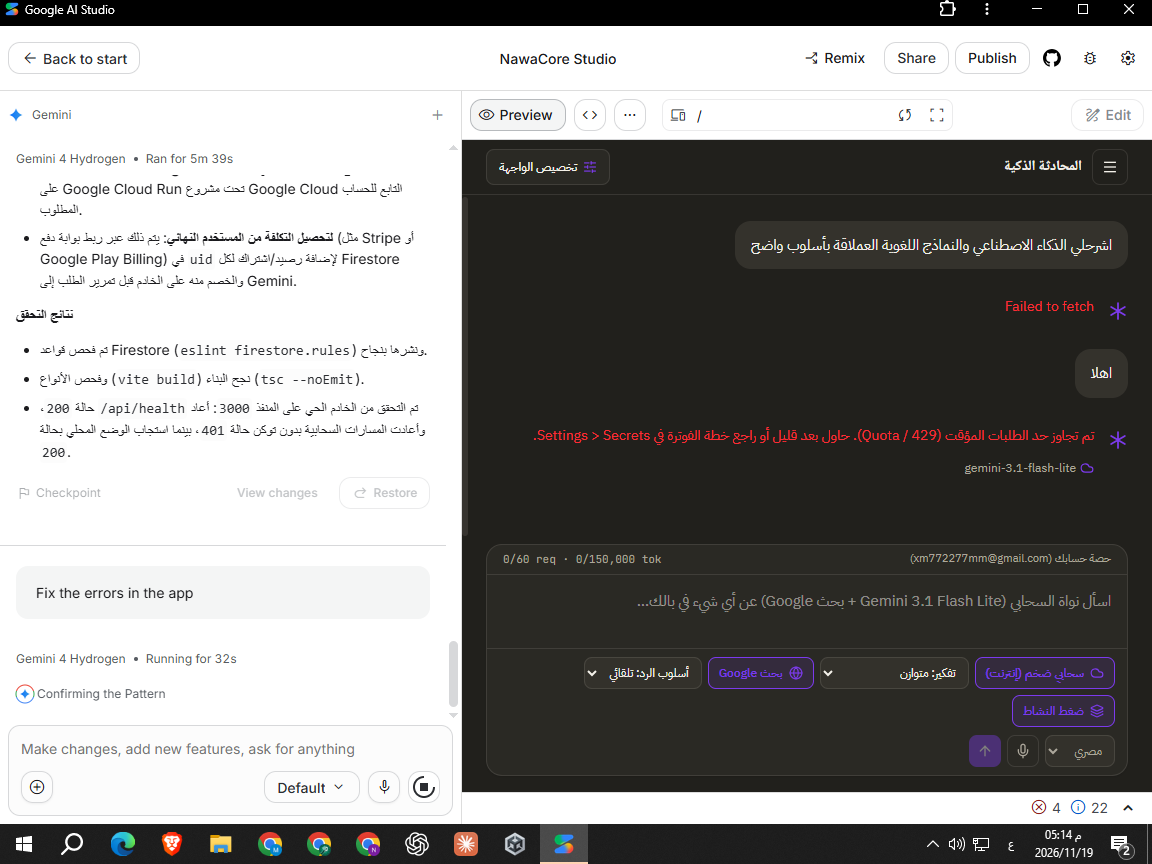 Google AI Studio
Back to start
NawaCore Studio
Remix
Share
Publish
Gemini
Gemini 4 Hydrogen • Ran for 5m 39s
على Google Cloud Run تحت مشروع Google Cloud التابع للحساب
المطلوب.
لتحصيل التكلفة من المستخدم النهائي: يتم ذلك عبر ربط بوابة دفع (مثل Stripe أو
Google Play Billing) لإضافة رصيد/اشتراك لكل uid في Firestore
والخصم منه على الخادم قبل تمرير الطلب إلى Gemini.
نتائج التحقق
تم فحص قواعد Firestore (eslint firestore.rules) ونشرها بنجاح.
نجح البناء (vite build) وفحص الأنواع (tsc --noEmit).
تم التحقق من الخادم الحي على المنفذ 3000: أعاد /api/health حالة 200،
وأعادت المسارات السحابية بدون توكن حالة 401، بينما استجاب الوضع المحلي بحالة
200.
Checkpoint
View changes
Restore
Fix the errors in the app
Gemini 4 Hydrogen • Running for 32s
Confirming the Pattern
Make changes, add new features, ask for anything
Default
Preview
/
Edit
تخصيص الواجهة
المحادثة الذكية
اشرحلي الذكاء الاصطناعي والنماذج اللغوية العملاقة بأسلوب واضح
Failed to fetch
اهلا
تم تجاوز حد الطلبات المؤقت (Quota / 429). حاول بعد قليل أو راجع خطة الفوترة في Settings > Secrets.
gemini-3.1-flash-lite
0/60 req · 0/150,000 tok
حصة حسابك (xm772277mm@gmail.com)
اسأل نواة السحابي (Gemini 3.1 Flash Lite + بحث Google) عن أي شيء في بالك...
سحابي ضخم (إنترنت)
تفكير: متوازن
بحث Google
أسلوب الرد: تلقائي
ضغط النشاط
مصري
4
22
05:14 م
2026/11/19
ع
2